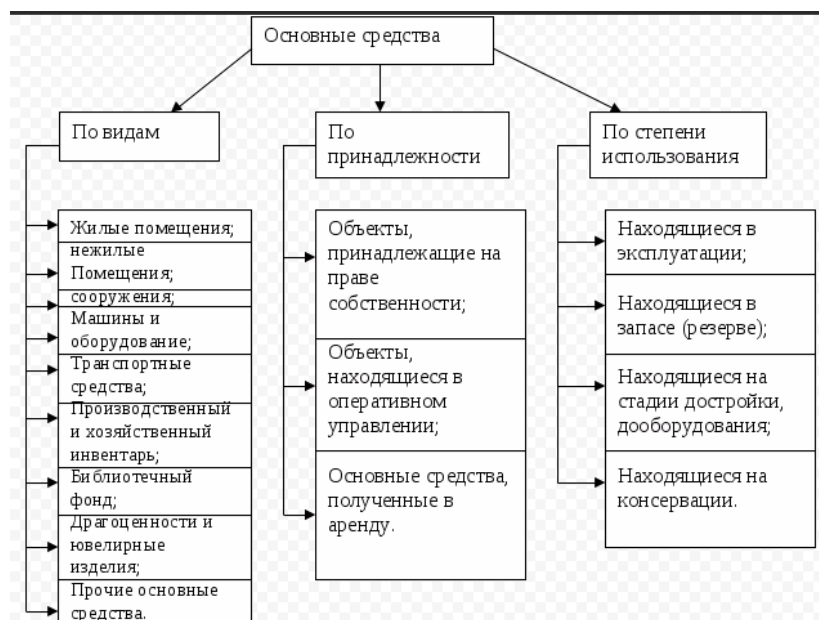 Основные средства
По видам
По
принадлежности
По степени
использования
Жилые помещения;
нежилые
Помещения;
сооружения;
Машины и
оборудование;
Транспортные
средства;
Производственный
и хозяйственный
инвентарь;
Библиотечный
фонд;
Драгоценности и
ювелирные
изделия;
Прочие основные
средства.
Объекты,
принадлежащие на
праве
собственности;
Объекты,
находящиеся в
оперативном
управлении;
Основные средства,
полученные в
аренду.
Находящиеся в
эксплуатации;
Находящиеся в
запасе (резерве);
Находящиеся на
стадии достройки,
дооборудования;
Находящиеся на
консервации.